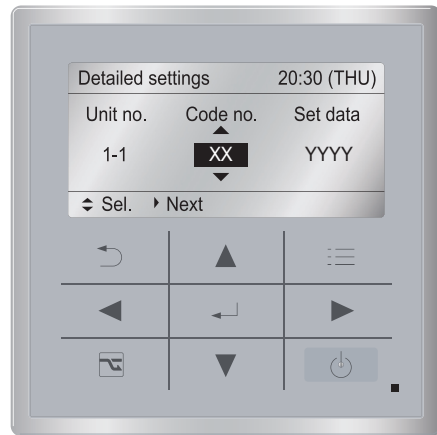 Detailed settings 20:30 (THU)
Unit no. Code no. Set data
1-1 XX YYYY
Sel. Next